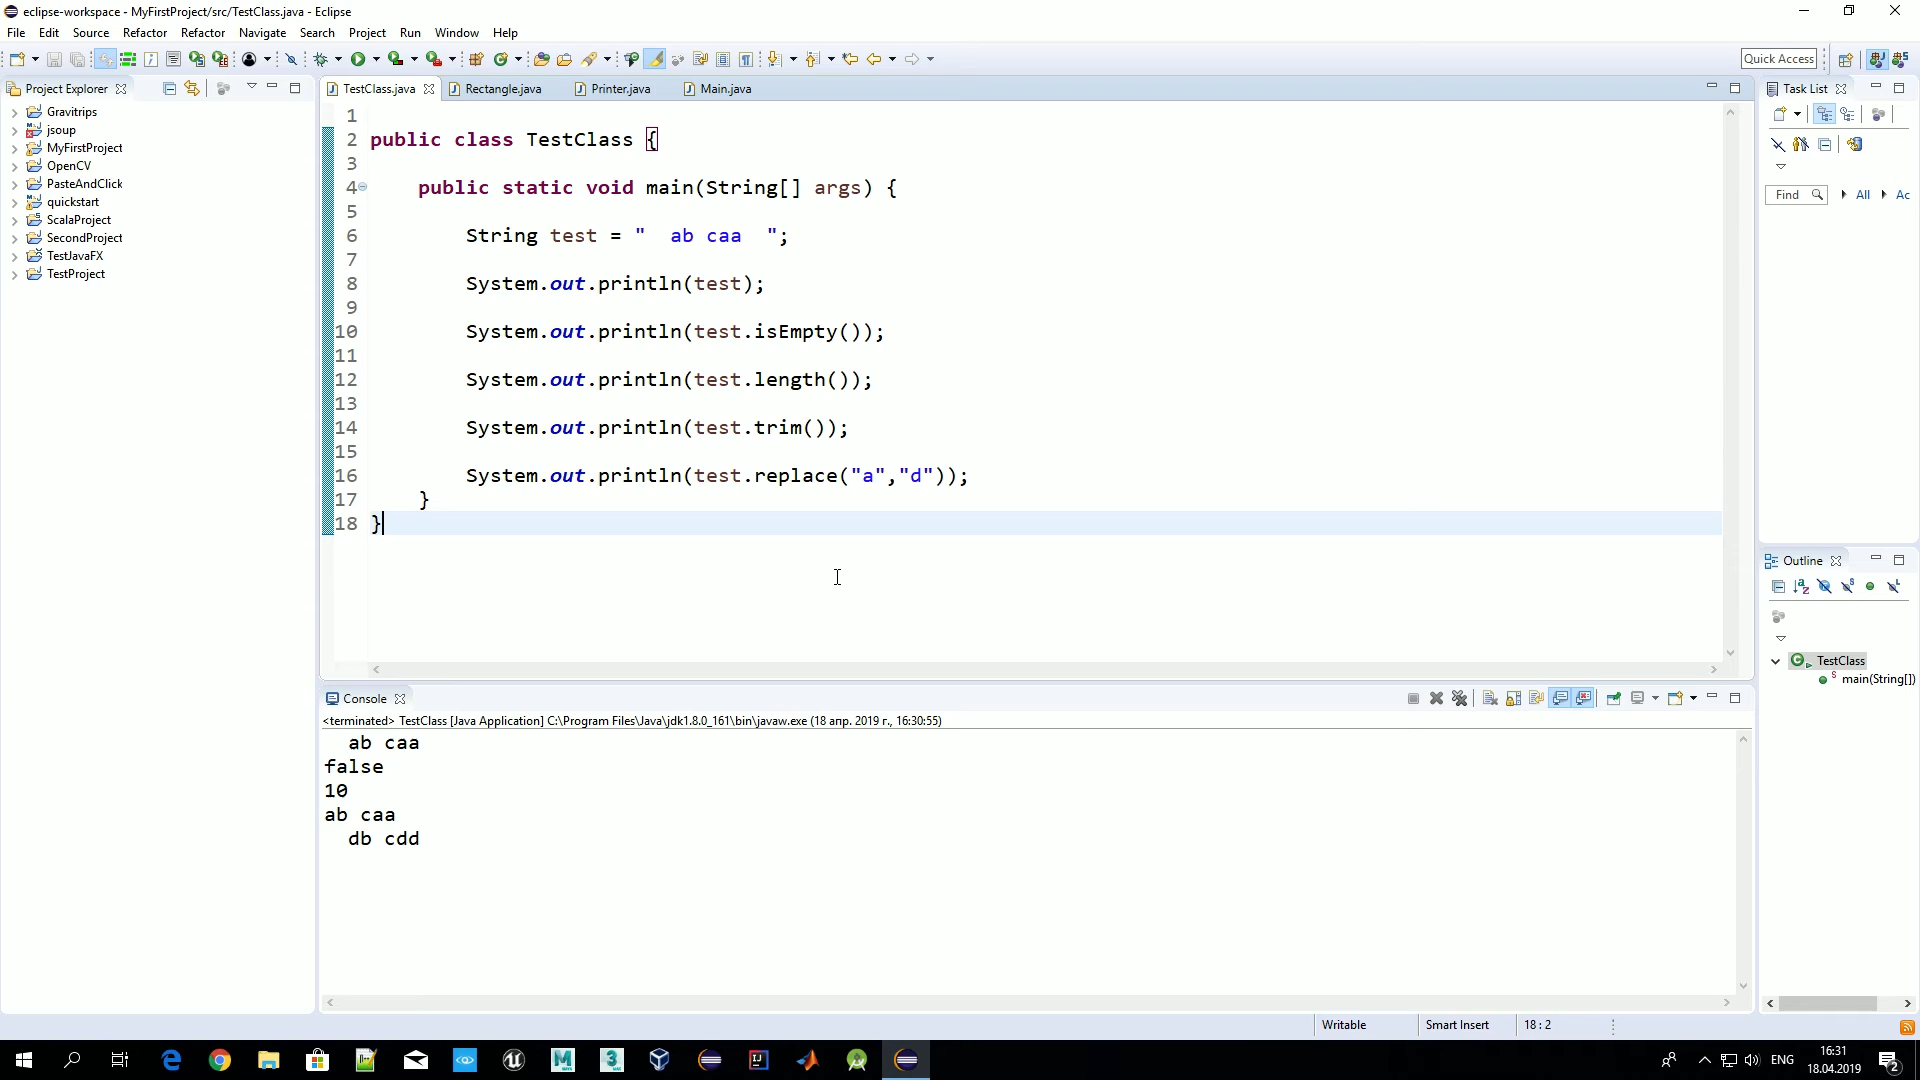 eclipse-workspace - MyFirstProject/src/TestClass.java - Eclipse
File Edit Source Refactor Refactor Navigate Search Project Run Window Help
Quick Access
Project Explorer
Gravitrips
jsoup
MyFirstProject
OpenCV
PasteAndClick
quickstart
ScalaProject
SecondProject
TestJavaFX
TestProject
TestClass.java Rectangle.java Printer.java Main.java
1
2 public class TestClass {
3
4 public static void main(String[] args) {
5
6 String test = "  ab caa  ";
7
8 System.out.println(test);
9
10 System.out.println(test.isEmpty());
11
12 System.out.println(test.length());
13
14 System.out.println(test.trim());
15
16 System.out.println(test.replace("a","d"));
17 }
18 }
Console
<terminated> TestClass [Java Application] C:\Program Files\Java\jdk1.8.0_161\bin\javaw.exe (18 апр. 2019 г., 16:30:55)
  ab caa
false
10
ab caa
  db cdd
Task List
Find All Ac
Outline
TestClass
main(String[])
Writable Smart Insert 18 : 2
ENG
16:31
18.04.2019
2